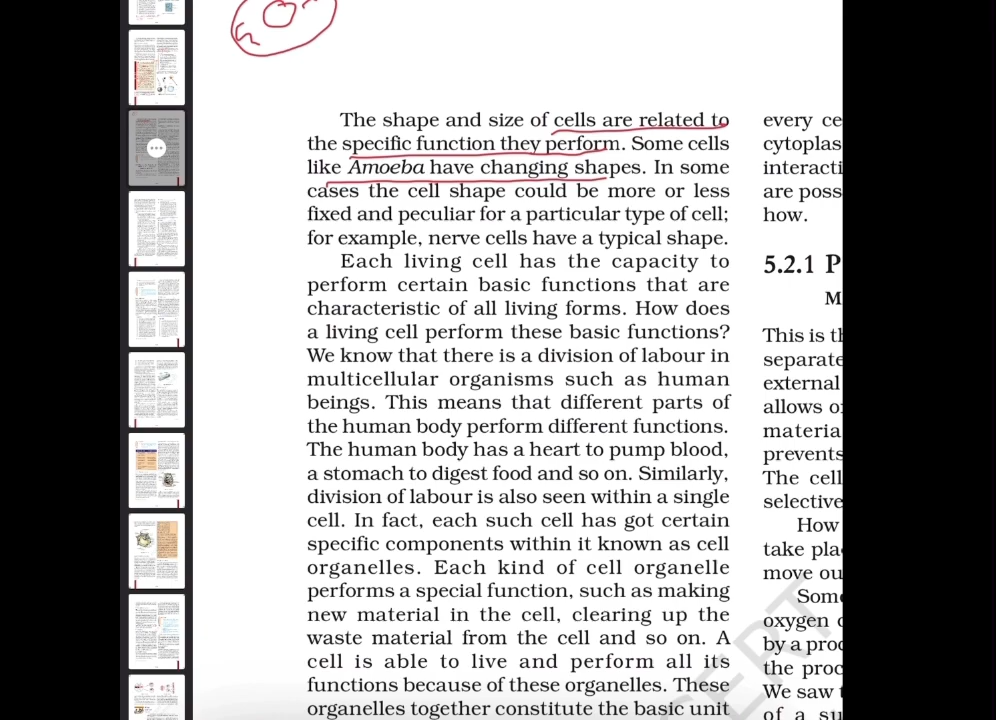 The shape and size of cells are related to
the specific function they perform. Some cells
like Amoeba have changing shapes. In some
cases the cell shape could be more or less
fixed and peculiar for a particular type of cell;
for example, nerve cells have a typical shape.
Each living cell has the capacity to
perform certain basic functions that are
characteristic of all living forms. How does
a living cell perform these basic functions?
We know that there is a division of labour in
multicellular organisms such as human
beings. This means that different parts of
the human body perform different functions.
The human body has a heart to pump blood,
a stomach to digest food and so on. Similarly,
division of labour is also seen within a single
cell. In fact, each such cell has got certain
specific components within it known as cell
organelles. Each kind of cell organelle
performs a special function, such as making
new material in the cell, clearing up the
waste material from the cell and so on. A
cell is able to live and perform all its
functions because of these organelles. These
organelles together constitute the basic unit
every ce
cytoplas
interacti
are poss
how.
5.2.1 P
M
This is th
separate
external
allows o
materia
prevents
The cell
selective
How
take pla
move ou
Some
oxygen c
by a proc
the proc
We saw
of a su